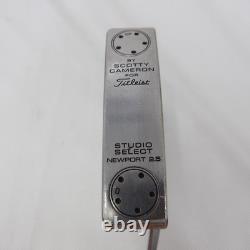 BY
SCOTTY
CAMERON
FOR
Titleist
STUDIO
SELECT
NEWPORT 2.5